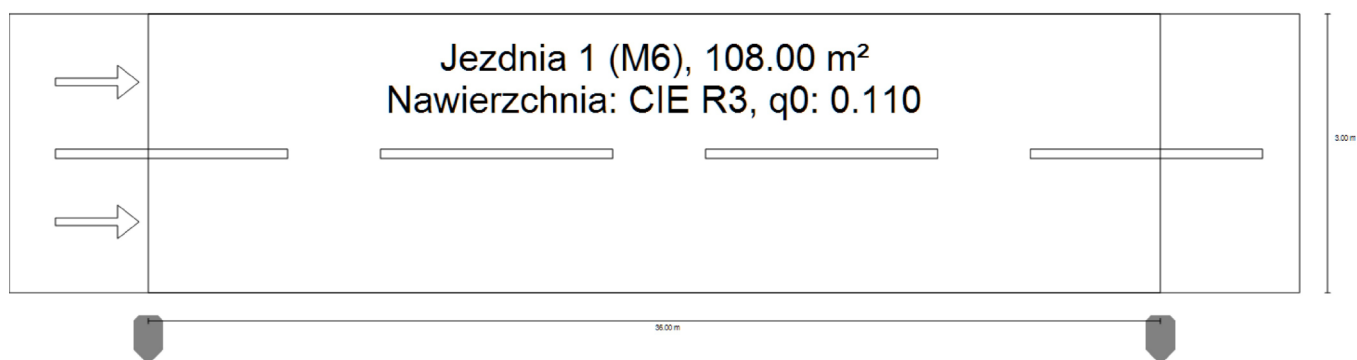 Jezdnia 1 (M6), 108.00 m²
Nawierzchnia: CIE R3, q0: 0.110
3.00 m
36.00 m